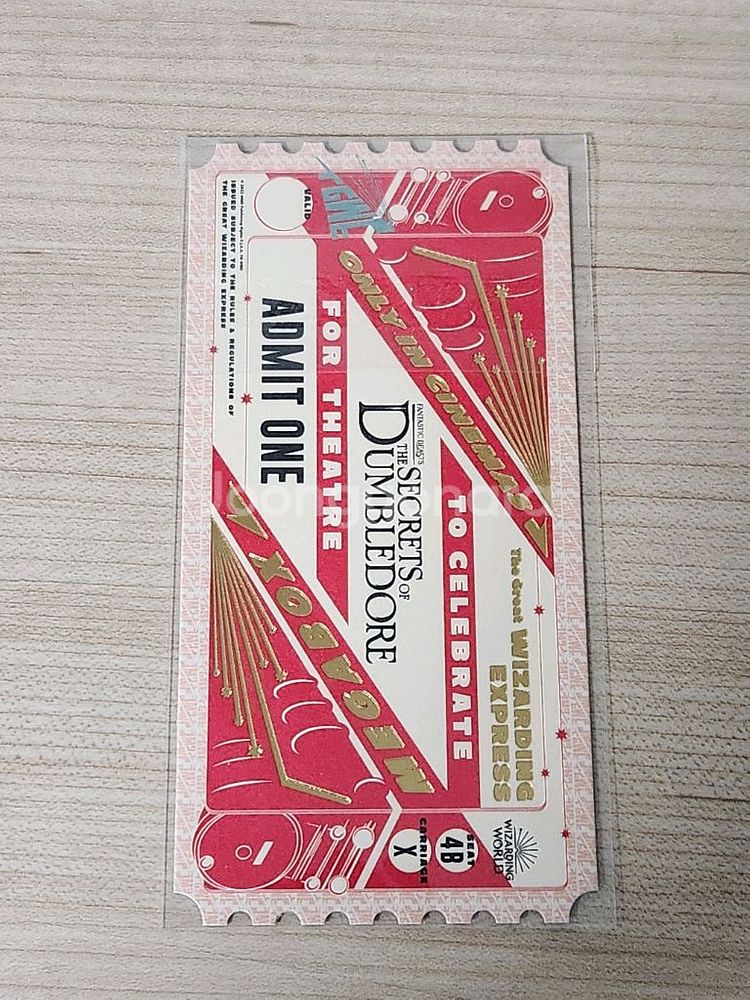 The Great WIZARDING
EXPRESS
WIZARDING
WORLD
ONLY IN CINEMAS
TO CELEBRATE
SEAT
4B
CARRIAGE
X
FANTASTIC BEASTS
THE SECRETS OF
DUMBLEDORE
FOR THEATRE
MEGABOX
ADMIT ONE
VALID
ISSUED SUBJECT TO THE RULES & REGULATIONS OF
THE GREAT WIZARDING EXPRESS